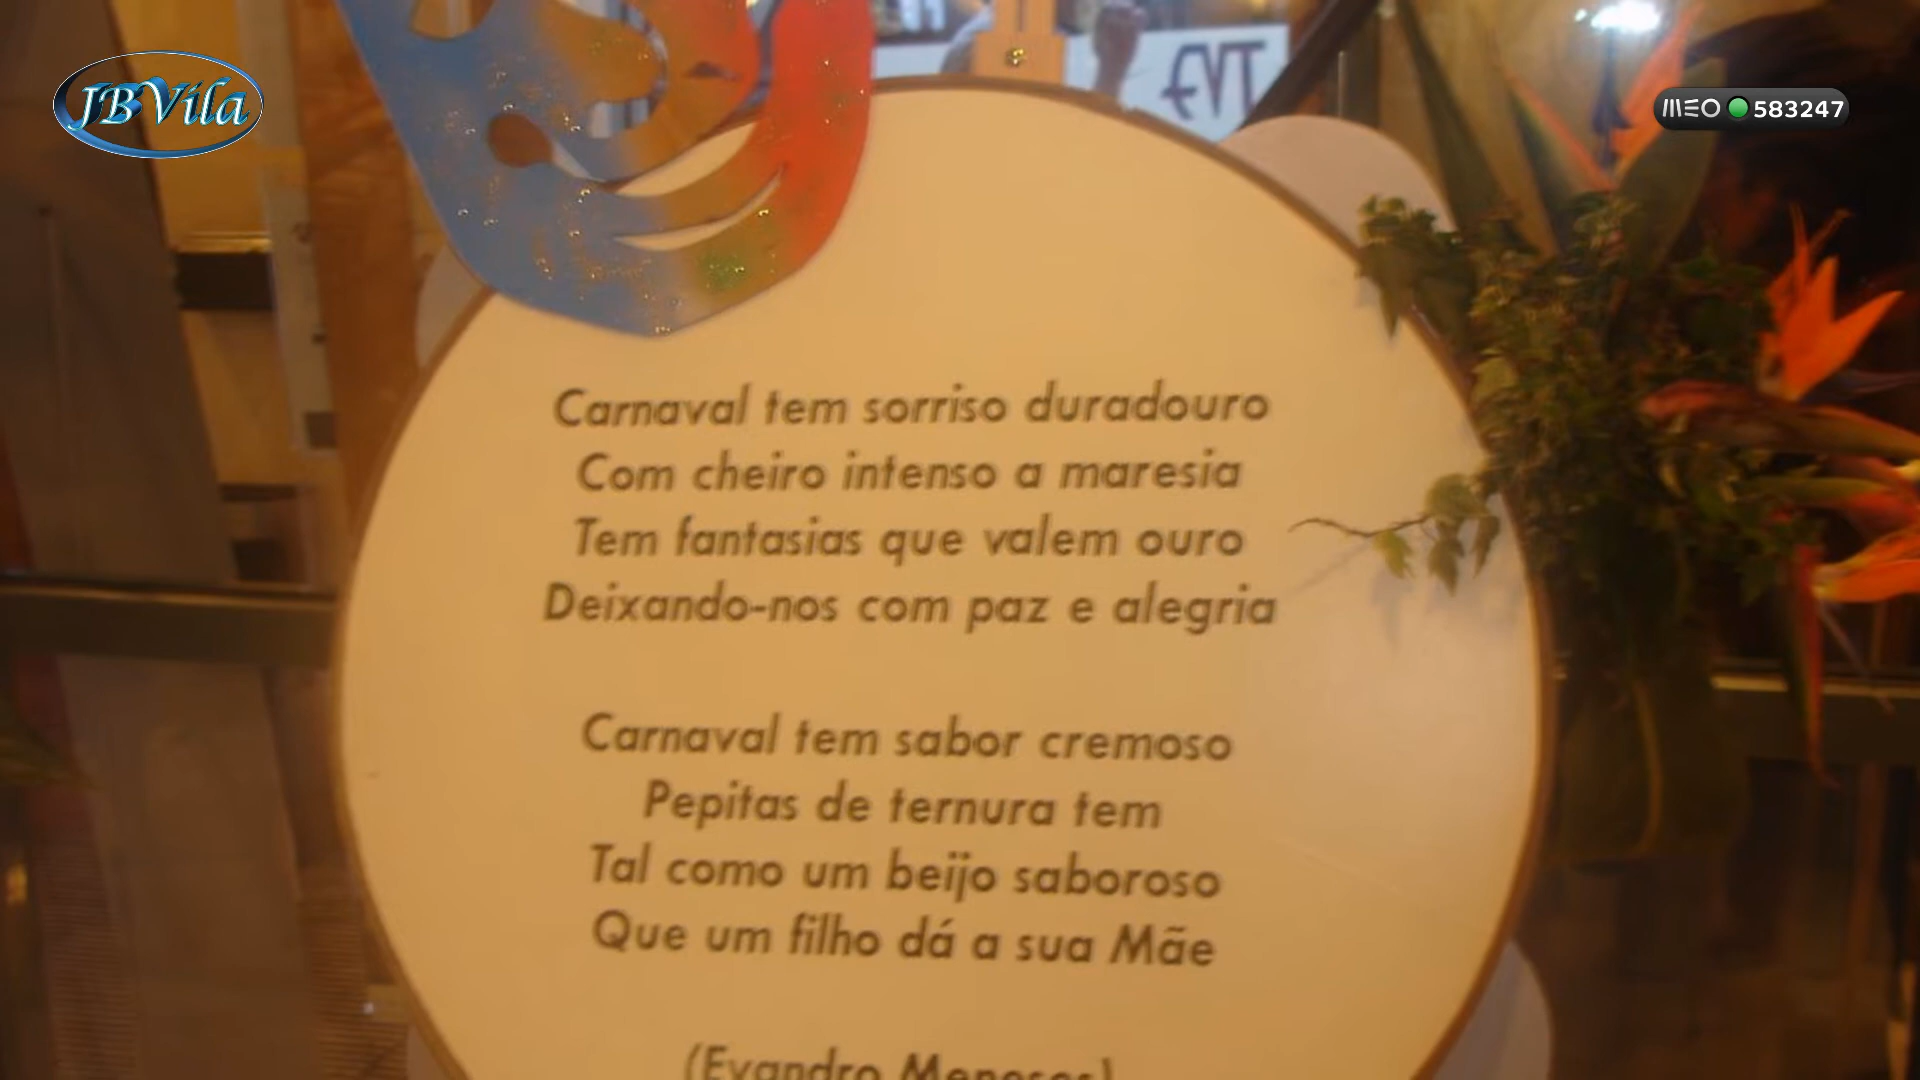 JBVila
EVT
MEO 583247
Carnaval tem sorriso duradouro
Com cheiro intenso a maresia
Tem fantasias que valem ouro
Deixando-nos com paz e alegria
Carnaval tem sabor cremoso
Pepitas de ternura tem
Tal como um beijo saboroso
Que um filho dá a sua Mãe
(Evandro